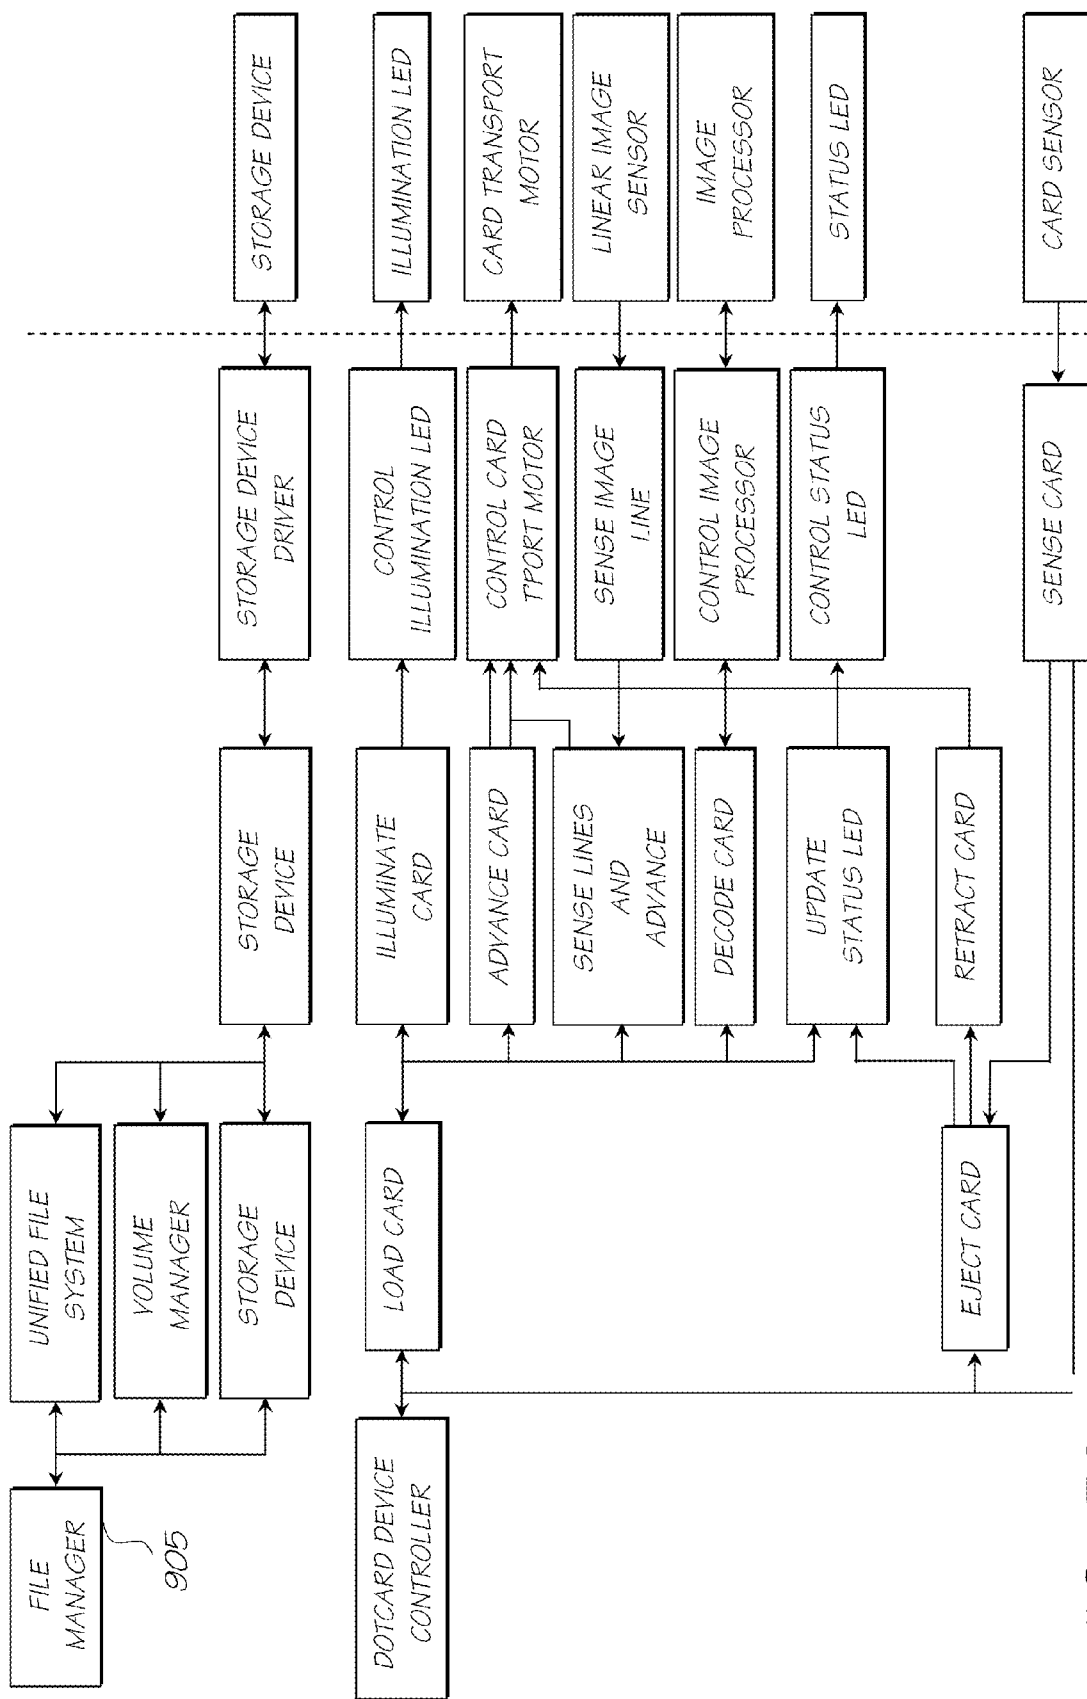 FILE
MANAGER
905
UNIFIED FILE
SYSTEM
VOLUME
MANAGER
STORAGE
DEVICE
STORAGE
DEVICE
STORAGE DEVICE
DRIVER
STORAGE DEVICE
DOTCARD DEVICE
CONTROLLER
LOAD CARD
ILLUMINATE
CARD
CONTROL
ILLUMINATION LED
ILLUMINATION LED
ADVANCE CARD
CONTROL CARD
T'PORT MOTOR
CARD TRANSPORT
MOTOR
SENSE LINES
AND
ADVANCE
SENSE IMAGE
LINE
LINEAR IMAGE
SENSOR
DECODE CARD
CONTROL IMAGE
PROCESSOR
IMAGE
PROCESSOR
UPDATE
STATUS LED
CONTROL STATUS
LED
STATUS LED
EJECT CARD
RETRACT CARD
SENSE CARD
CARD SENSOR